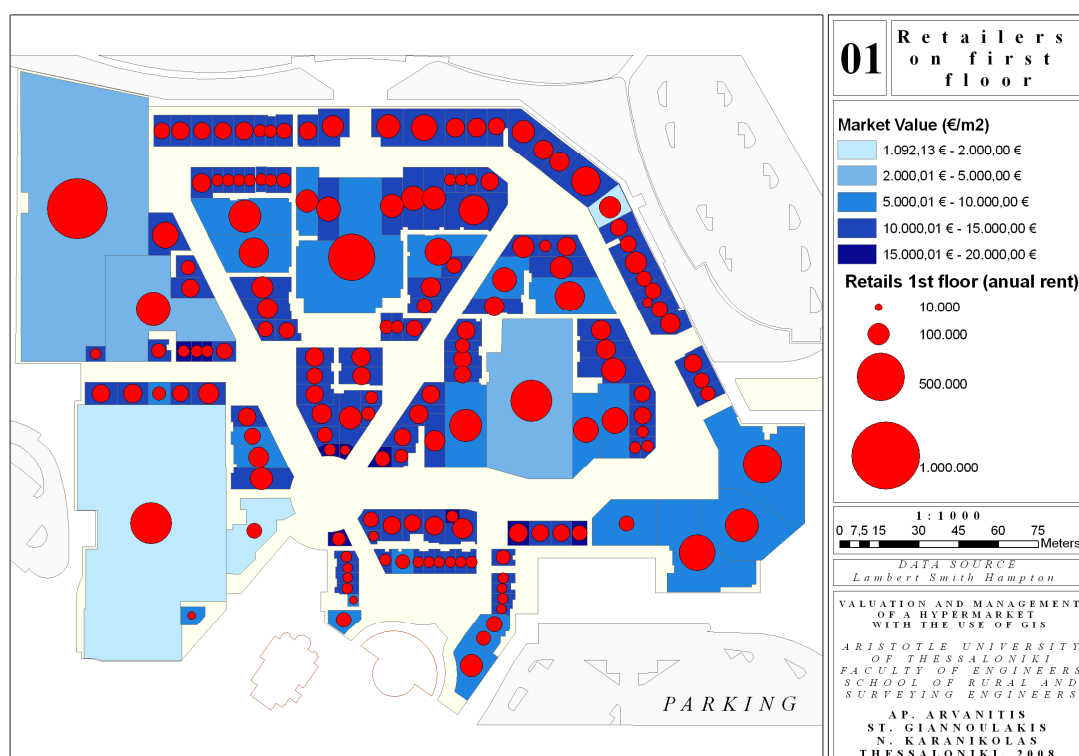 01
Retailers
on first
floor
Market Value (€/m2)
1.092,13 € - 2.000,00 €
2.000,01 € - 5.000,00 €
5.000,01 € - 10.000,00 €
10.000,01 € - 15.000,00 €
15.000,01 € - 20.000,00 €
Retails 1st floor (anual rent)
10.000
100.000
500.000
1.000.000
1:1000
0 7,5 15 30 45 60 75
Meters
DATA SOURCE
Lambert Smith Hampton
VALUATION AND MANAGEMENT
OF A HYPERMARKET
WITH THE USE OF GIS
ARISTOTLE UNIVERSITY
OF THESSALONIKI
FACULTY OF ENGINEERS
SCHOOL OF RURAL AND
SURVEYING ENGINEERS
AP. ARVANITIS
ST. GIANNOULAKIS
N. KARANIKOLAS
THESSALONIKI, 2008
PARKING